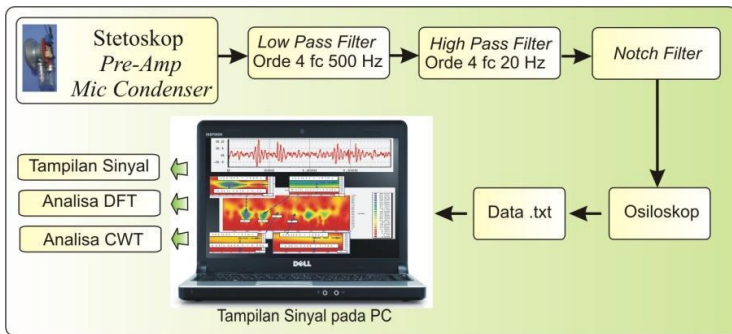 Stetoskop
Pre-Amp
Mic Condenser
Low Pass Filter
Orde 4 fc 500 Hz
High Pass Filter
Orde 4 fc 20 Hz
Notch Filter
Osiloskop
Data .txt
Tampilan Sinyal
Analisa DFT
Analisa CWT
DELL
Tampilan Sinyal pada PC